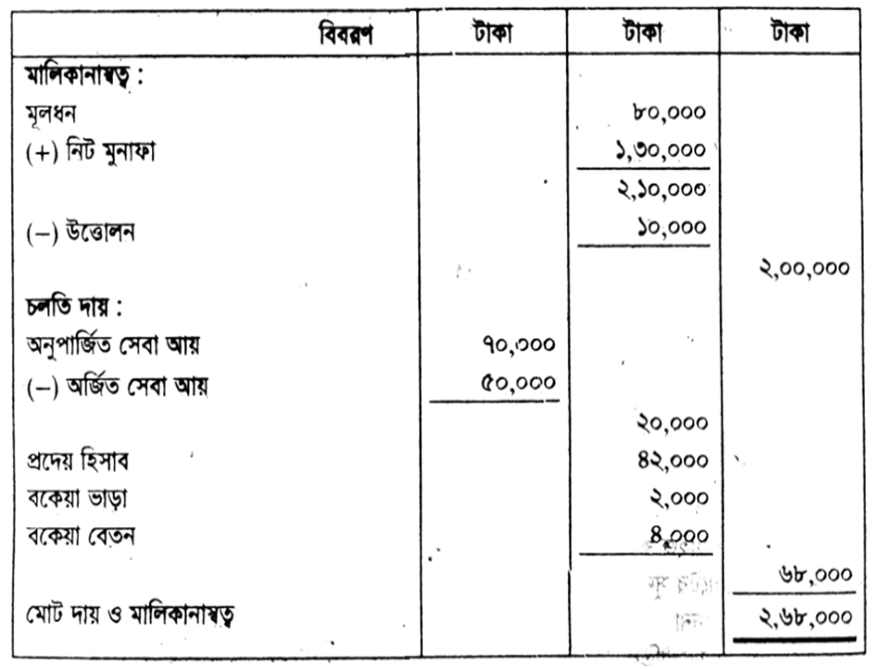 বিবরণ টাকা টাকা টাকা
মালিকানাস্বত্ব :
মূলধন ৮০,০০০
(+) নিট মুনাফা ১,৩০,০০০
২,১০,০০০
(−) উত্তোলন ১০,০০০
২,০০,০০০
চলতি দায় :
অনুপার্জিত সেবা আয় ৭০,০০০
(−) অর্জিত সেবা আয় ৫০,০০০
২০,০০০
প্রদেয় হিসাব ৪২,০০০
বকেয়া ভাড়া ২,০০০
বকেয়া বেতন ৪,০০০
৬৮,০০০
মোট দায় ও মালিকানাস্বত্ব ২,৬৮,০০০